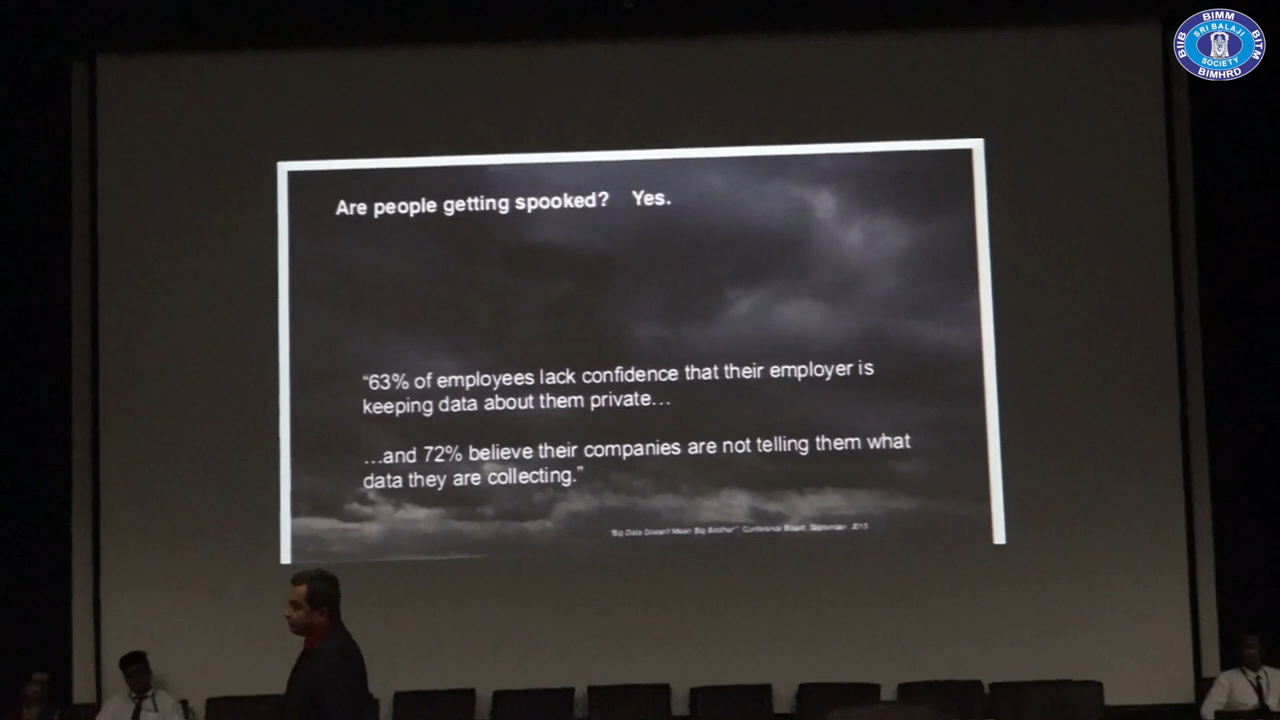 BIMM
BIIB
SRI BALAJI
SOCIETY
BITM
BIMHRD
Are people getting spooked? Yes.
“63% of employees lack confidence that their employer is
keeping data about them private…
…and 72% believe their companies are not telling them what
data they are collecting.”
"Big Data Doesn't Mean 'Big Brother'" Conference Board, September 2015